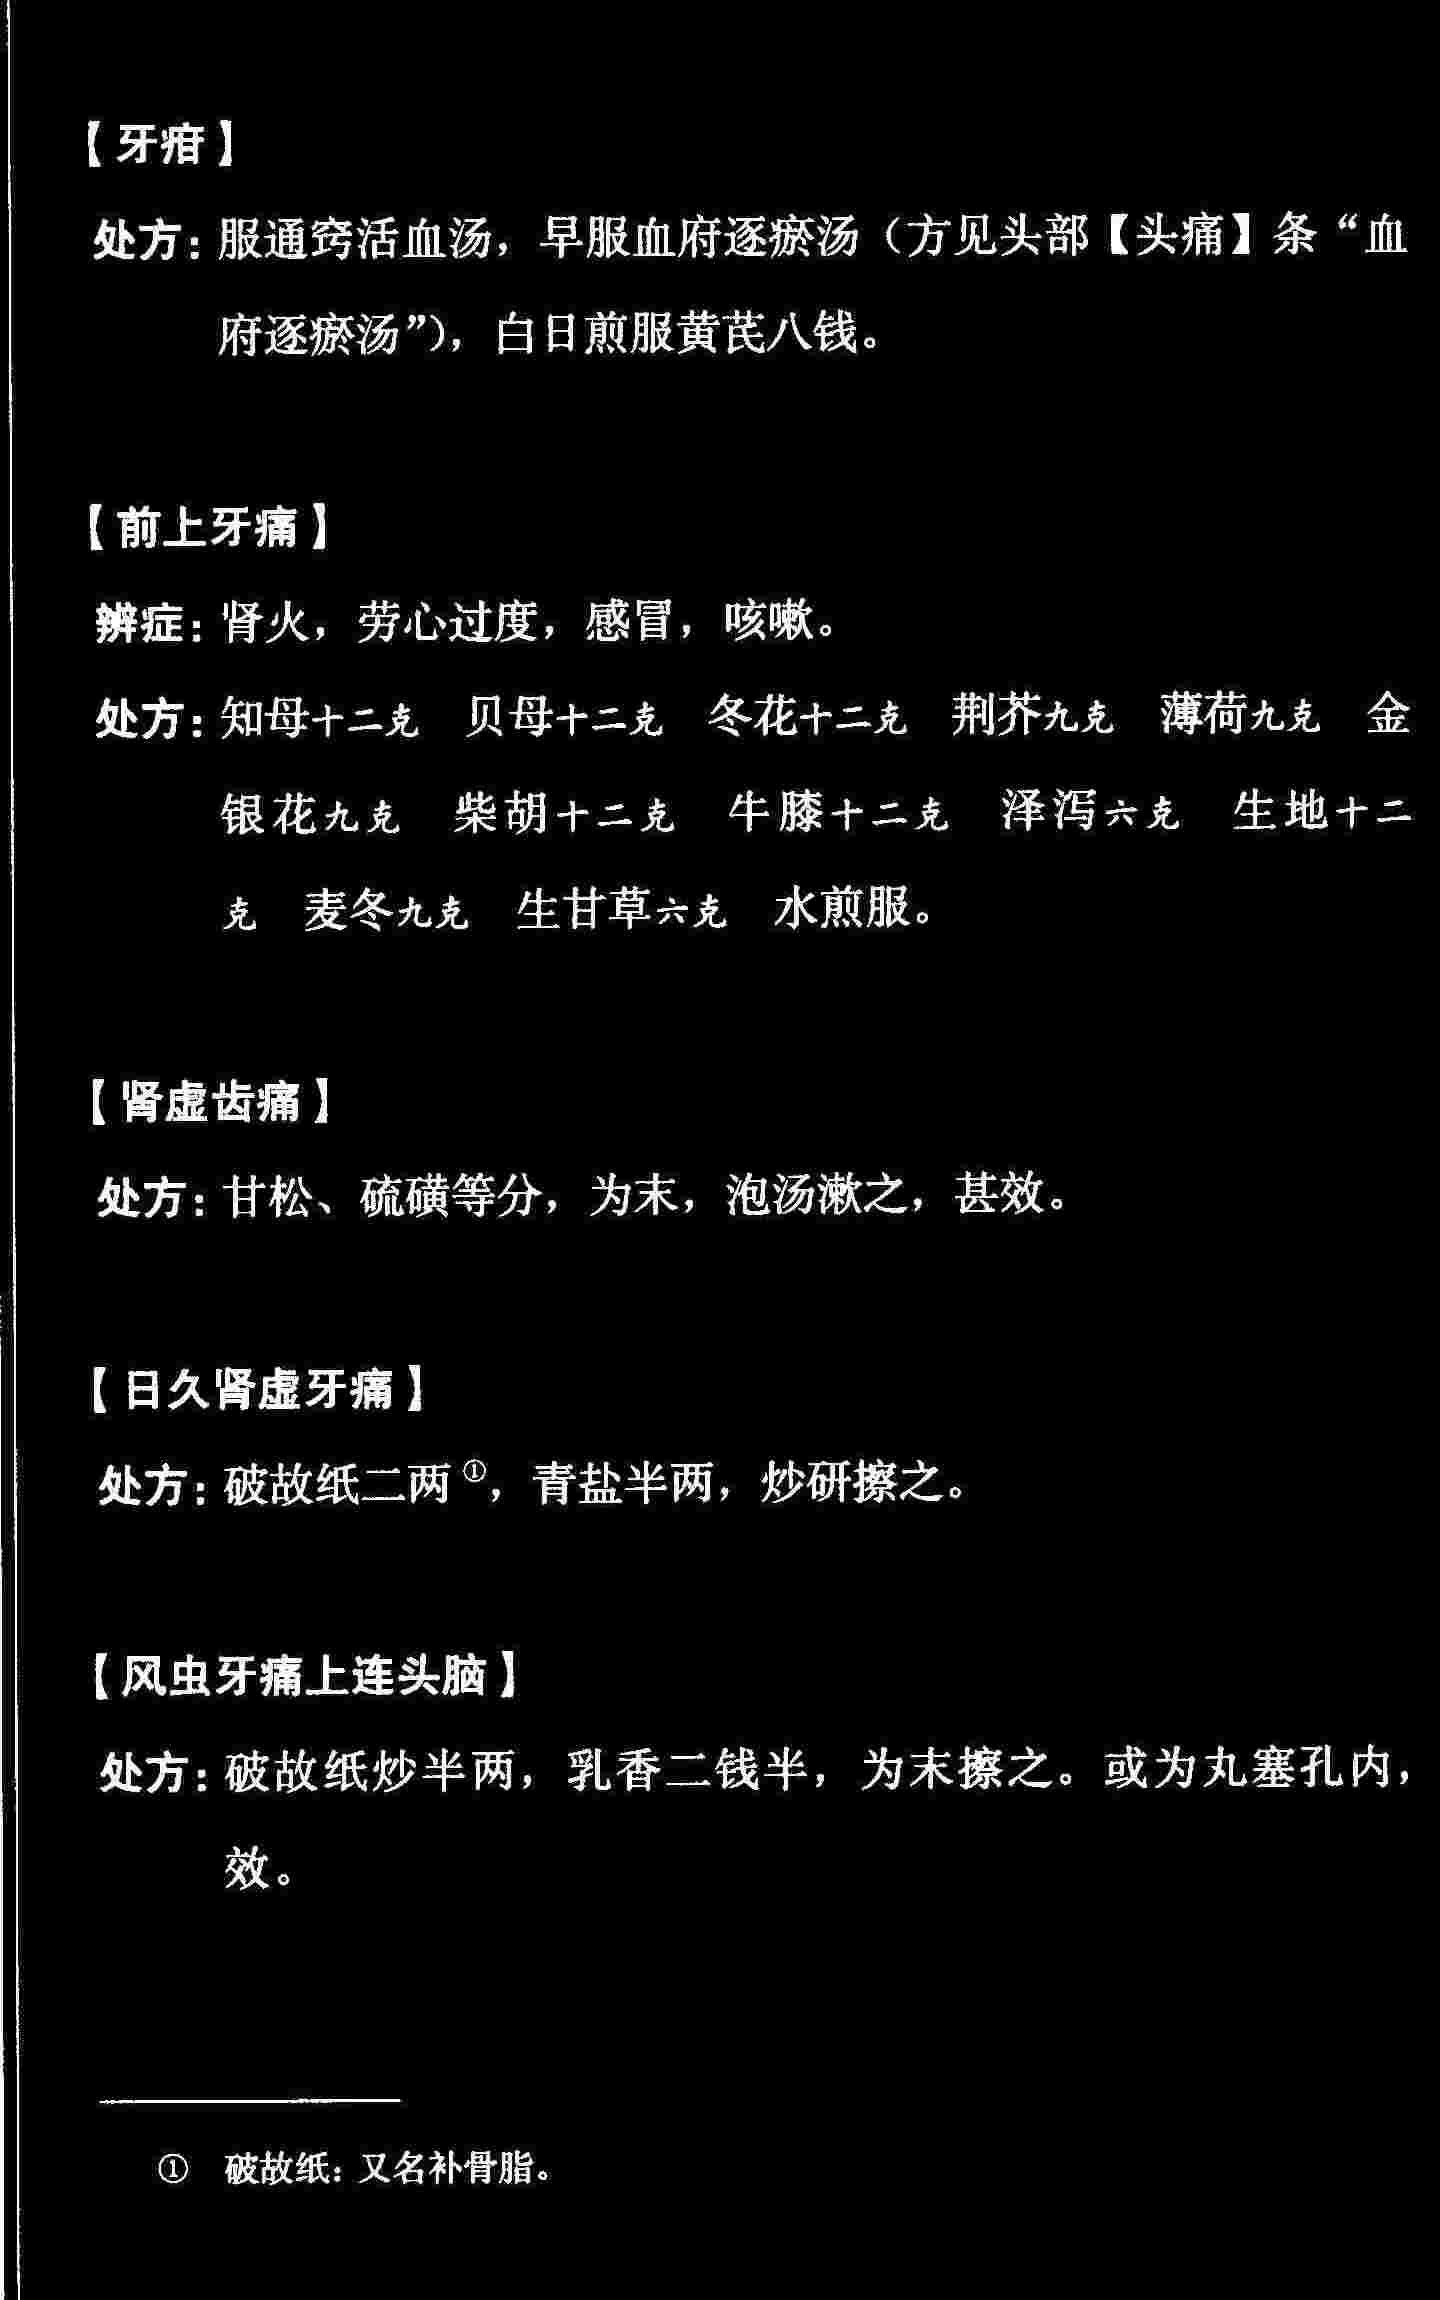 【牙疳】
处方：服通窍活血汤，早服血府逐瘀汤（方见头部【头痛】条“血
府逐瘀汤”），白日煎服黄芪八钱。
【前上牙痛】
辨症：肾火，劳心过度，感冒，咳嗽。
处方：知母十二克 贝母十二克 冬花十二克 荆芥九克 薄荷九克 金
银花九克 柴胡十二克 牛膝十二克 泽泻六克 生地十二
克 麦冬九克 生甘草六克 水煎服。
【肾虚齿痛】
处方：甘松、硫磺等分，为末，泡汤漱之，甚效。
【日久肾虚牙痛】
处方：破故纸二两①，青盐半两，炒研擦之。
【风虫牙痛上连头脑】
处方：破故纸炒半两，乳香二钱半，为末擦之。或为丸塞孔内，
效。
① 破故纸：又名补骨脂。